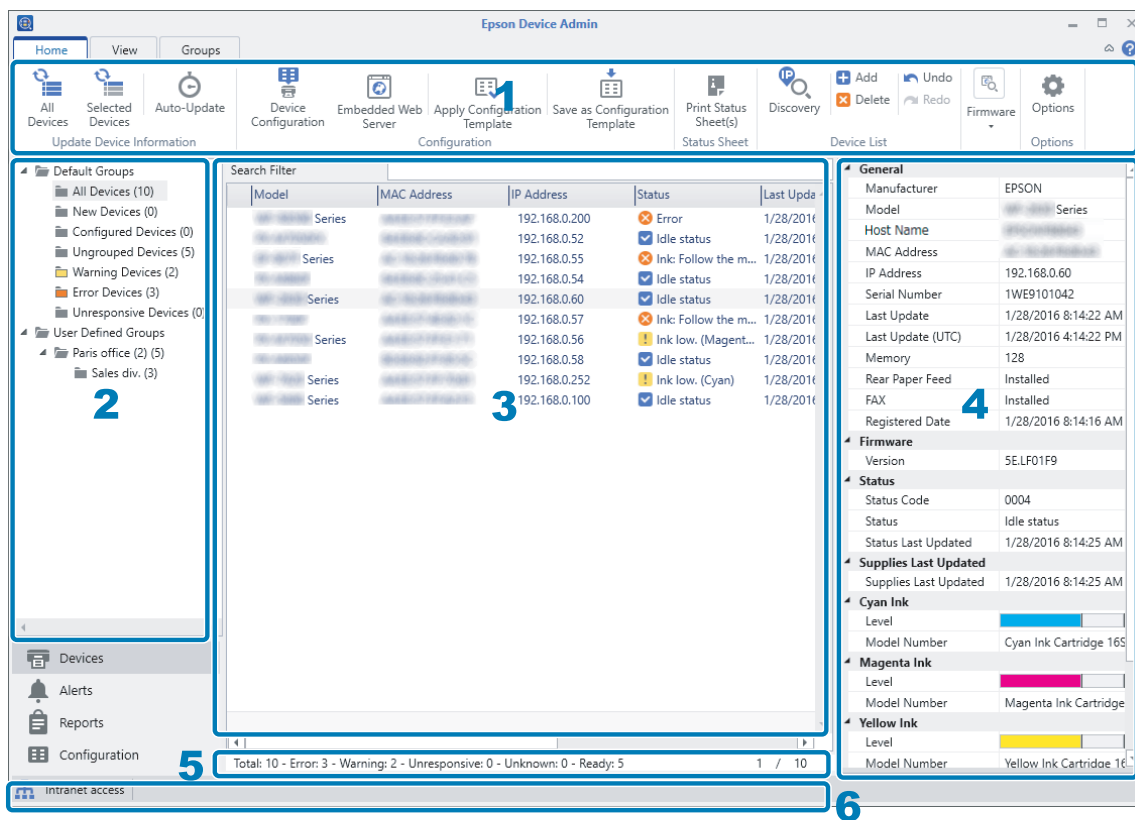 Epson Device Admin
Home View Groups
All Devices
Selected Devices
Auto-Update
Update Device Information
Device Configuration
Embedded Web Server
Apply Configuration Template
Save as Configuration Template
Configuration
Print Status Sheet(s)
Status Sheet
Discovery
Add
Delete
Undo
Redo
Device List
Firmware
Options
Options
1
Default Groups
All Devices (10)
New Devices (0)
Configured Devices (0)
Ungrouped Devices (5)
Warning Devices (2)
Error Devices (3)
Unresponsive Devices (0)
User Defined Groups
Paris office (2) (5)
Sales div. (3)
2
Devices
Alerts
Reports
Configuration
Search Filter
Model MAC Address IP Address Status Last Upda
Series 192.168.0.200 Error 1/28/2016
192.168.0.52 Idle status 1/28/2016
Series 192.168.0.55 Ink: Follow the m... 1/28/2016
192.168.0.54 Idle status 1/28/2016
Series 192.168.0.60 Idle status 1/28/2016
192.168.0.57 Ink: Follow the m... 1/28/2016
Series 192.168.0.56 Ink low. (Magent... 1/28/2016
192.168.0.58 Idle status 1/28/2016
Series 192.168.0.252 Ink low. (Cyan) 1/28/2016
Series 192.168.0.100 Idle status 1/28/2016
3
General
Manufacturer EPSON
Model Series
Host Name
MAC Address
IP Address 192.168.0.60
Serial Number 1WE9101042
Last Update 1/28/2016 8:14:22 AM
Last Update (UTC) 1/28/2016 4:14:22 PM
Memory 128
Rear Paper Feed Installed
FAX Installed
Registered Date 1/28/2016 8:14:16 AM
4
Firmware
Version 5E.LF01F9
Status
Status Code 0004
Status Idle status
Status Last Updated 1/28/2016 8:14:25 AM
Supplies Last Updated
Supplies Last Updated 1/28/2016 8:14:25 AM
Cyan Ink
Level
Model Number Cyan Ink Cartridge 16S
Magenta Ink
Level
Model Number Magenta Ink Cartridge
Yellow Ink
Level
Model Number Yellow Ink Cartridge 16
5
Total: 10 - Error: 3 - Warning: 2 - Unresponsive: 0 - Unknown: 0 - Ready: 5 1 / 10
Intranet access
6